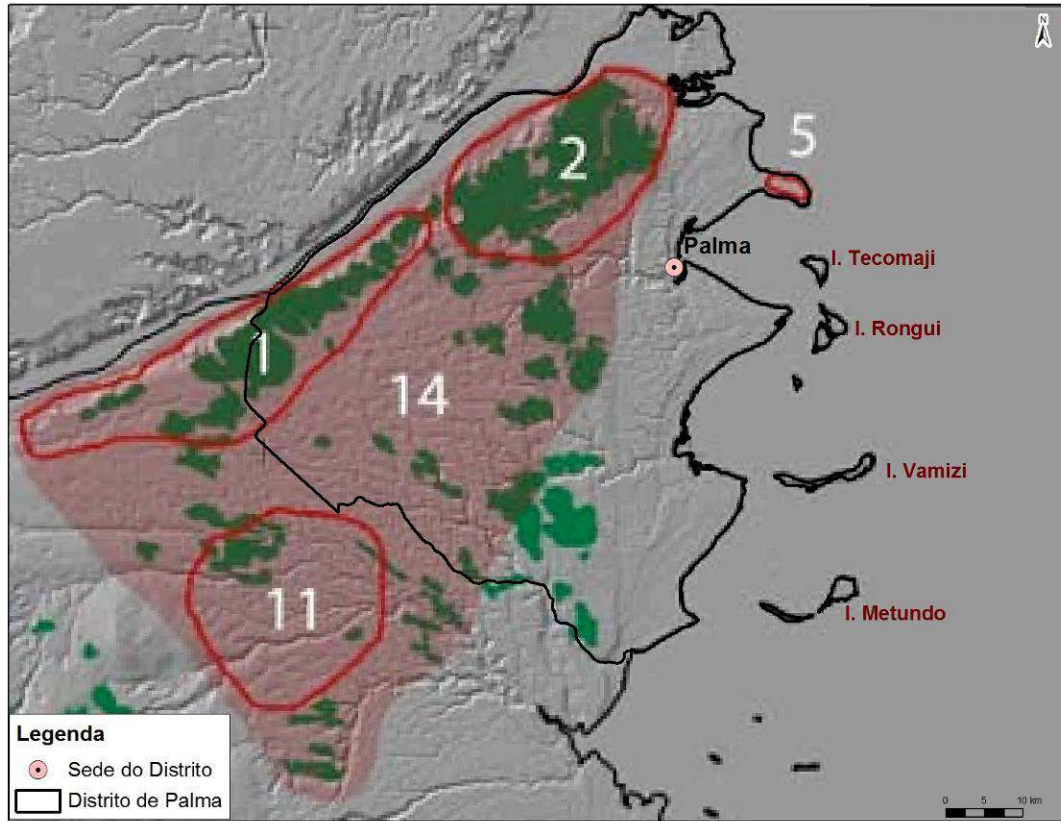 N
2
5
Palma
I. Tecomaji
I. Rongui
1
14
I. Vamizi
11
I. Metundo
Legenda
Sede do Distrito
Distrito de Palma
0 5 10 km